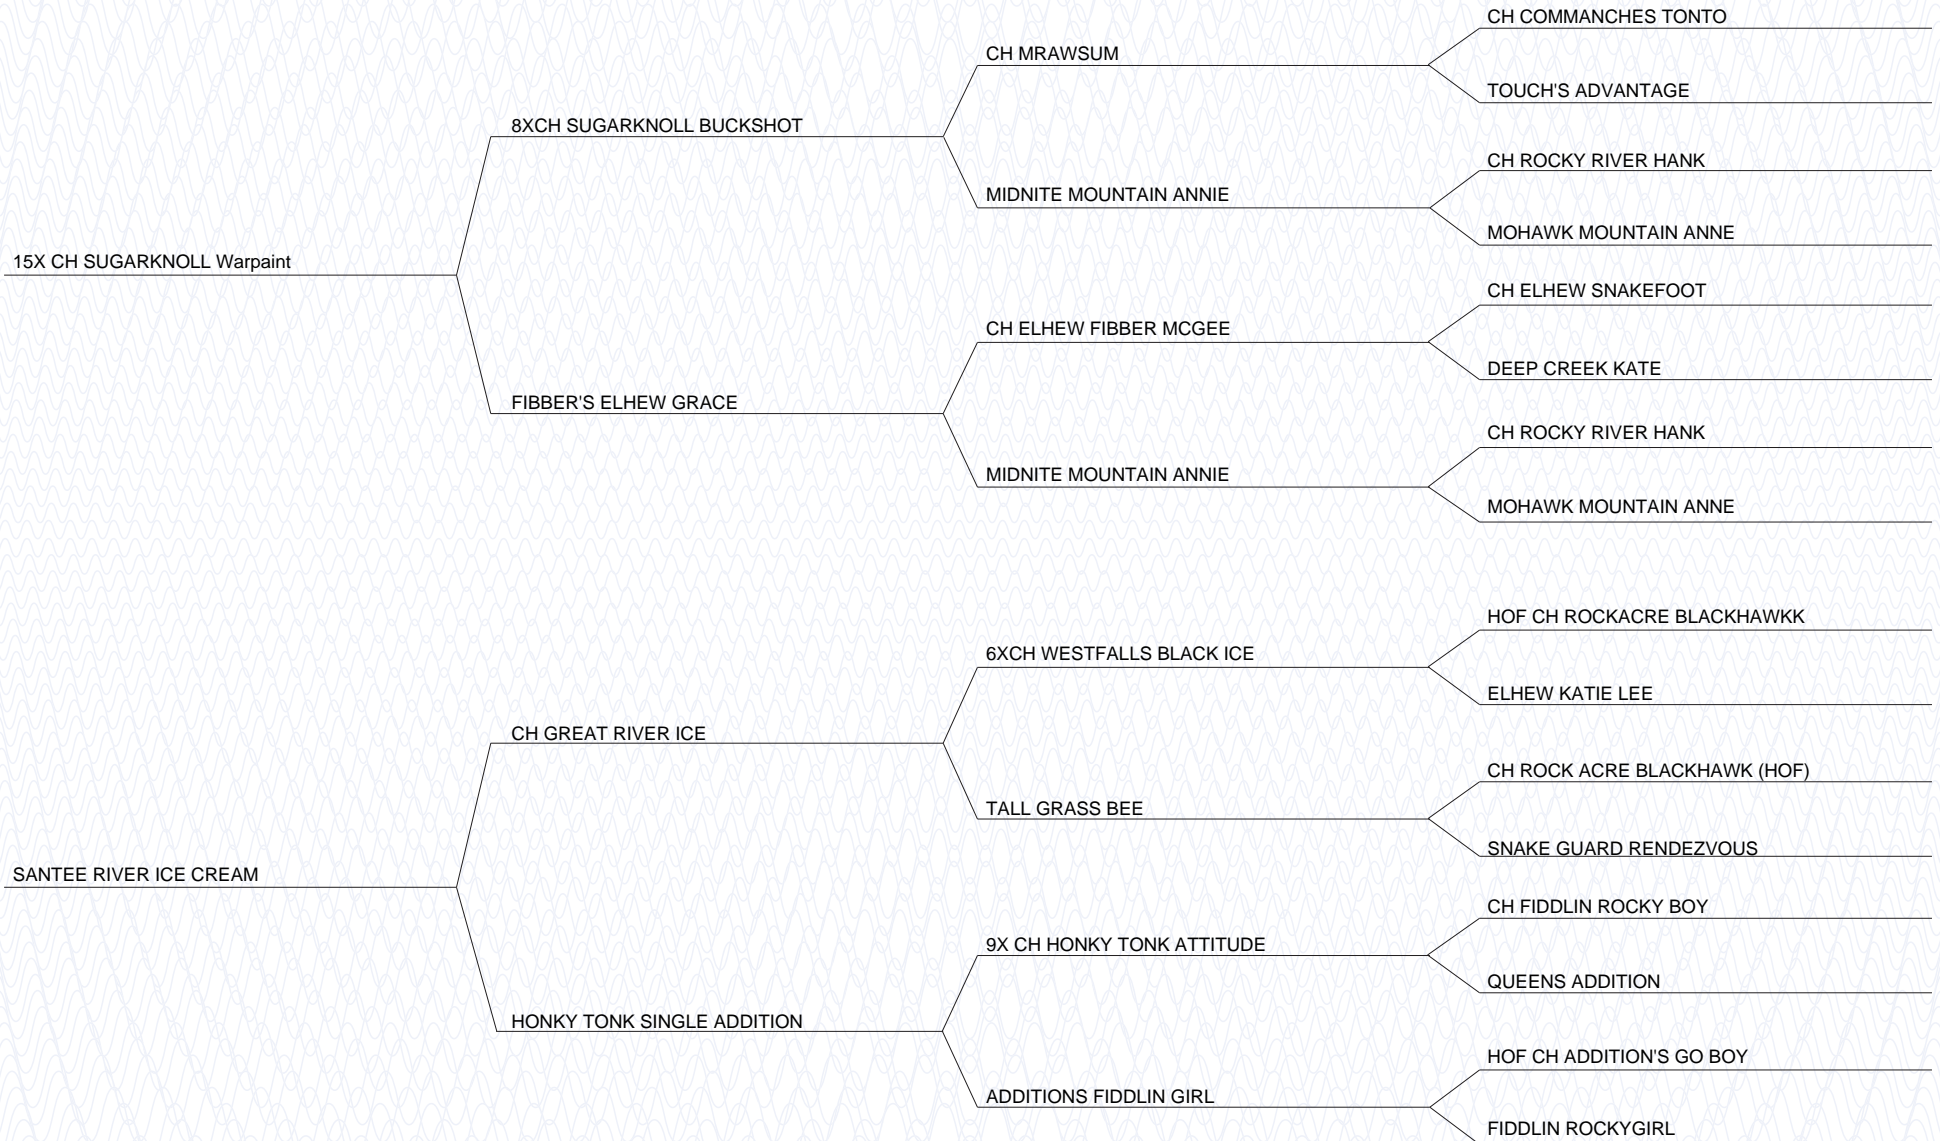 CH COMMANCHES TONTO
CH MRAWSUM
TOUCH'S ADVANTAGE
8XCH SUGARKNOLL BUCKSHOT
CH ROCKY RIVER HANK
MIDNITE MOUNTAIN ANNIE
MOHAWK MOUNTAIN ANNE
15X CH SUGARKNOLL Warpaint
CH ELHEW SNAKEFOOT
CH ELHEW FIBBER MCGEE
DEEP CREEK KATE
FIBBER'S ELHEW GRACE
CH ROCKY RIVER HANK
MIDNITE MOUNTAIN ANNIE
MOHAWK MOUNTAIN ANNE
HOF CH ROCKACRE BLACKHAWKK
6XCH WESTFALLS BLACK ICE
ELHEW KATIE LEE
CH GREAT RIVER ICE
CH ROCK ACRE BLACKHAWK (HOF)
TALL GRASS BEE
SNAKE GUARD RENDEZVOUS
SANTEE RIVER ICE CREAM
CH FIDDLIN ROCKY BOY
9X CH HONKY TONK ATTITUDE
QUEENS ADDITION
HONKY TONK SINGLE ADDITION
HOF CH ADDITION'S GO BOY
ADDITIONS FIDDLIN GIRL
FIDDLIN ROCKYGIRL